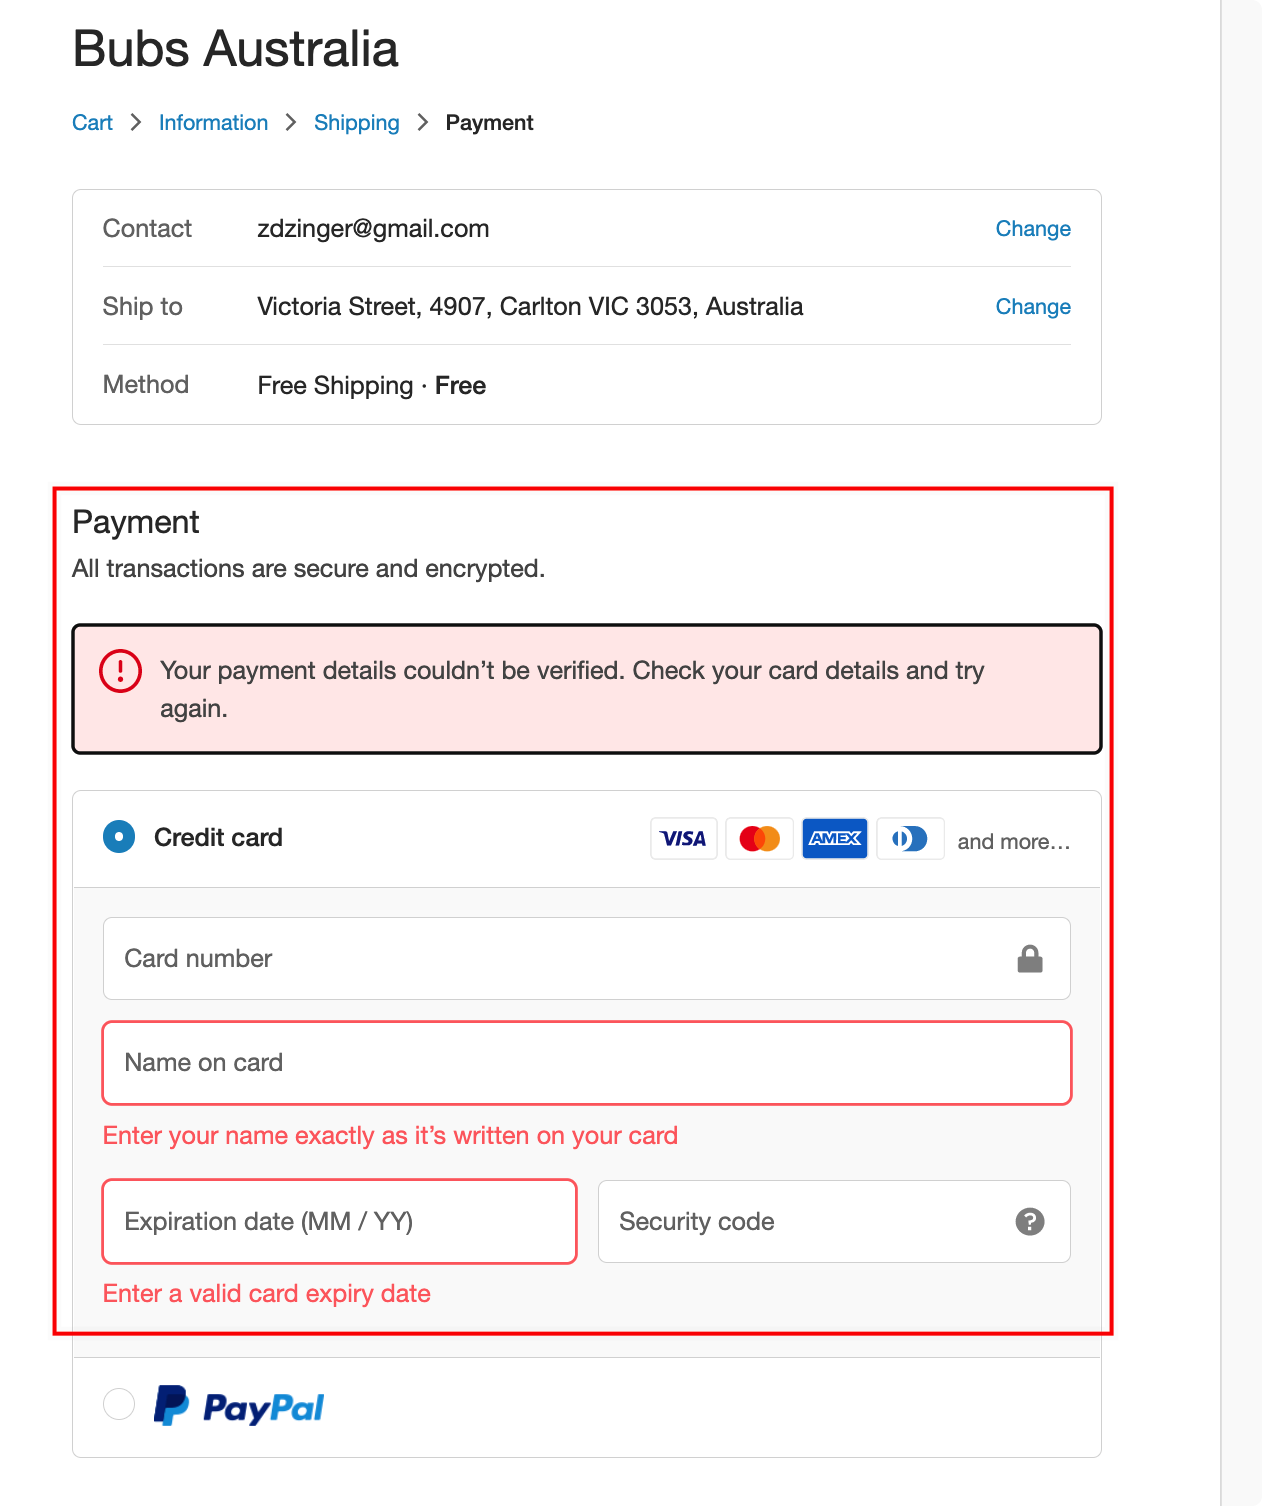 Bubs Australia
Cart > Information > Shipping > Payment
Contact zdzinger@gmail.com Change
Ship to Victoria Street, 4907, Carlton VIC 3053, Australia Change
Method Free Shipping · Free
Payment
All transactions are secure and encrypted.
Your payment details couldn’t be verified. Check your card details and try
again.
Credit card VISA AMEX and more...
Card number
Name on card
Enter your name exactly as it’s written on your card
Expiration date (MM / YY) Security code
Enter a valid card expiry date
PayPal